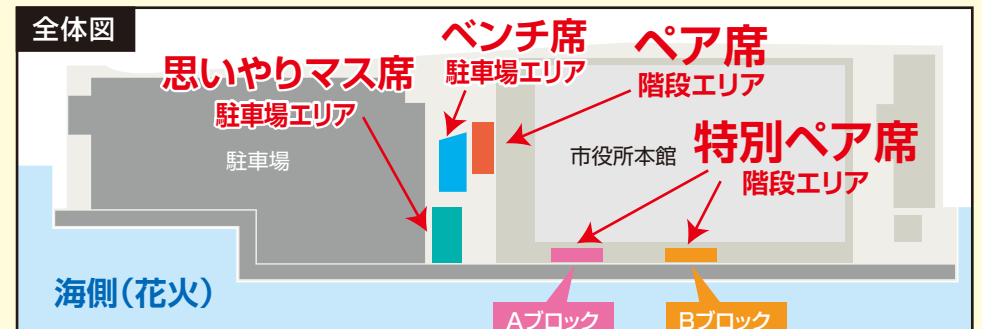 全体図
ベンチ席
駐車場エリア
ペア席
階段エリア
思いやりマス席
駐車場エリア
特別ペア席
階段エリア
駐車場
市役所本館
海側(花火)
Aブロック
Bブロック